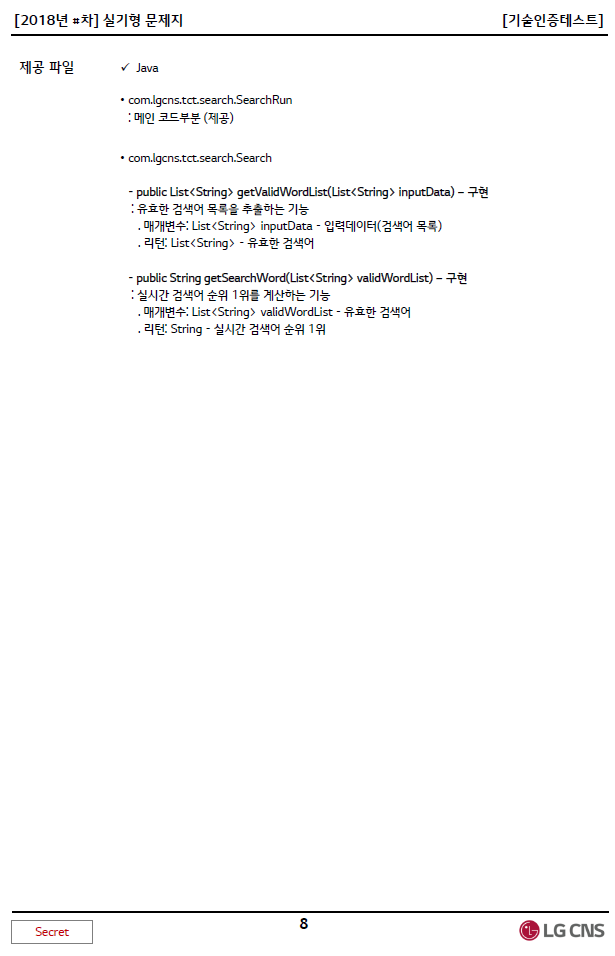 [2018년 #차] 실기형 문제지 [기술인증테스트]
제공 파일 ✓ Java
• com.lgcns.tct.search.SearchRun
: 메인 코드부분 (제공)
• com.lgcns.tct.search.Search
- public List<String> getValidWordList(List<String> inputData) – 구현
: 유효한 검색어 목록을 추출하는 기능
. 매개변수: List<String> inputData - 입력데이터(검색어 목록)
. 리턴: List<String> - 유효한 검색어
- public String getSearchWord(List<String> validWordList) – 구현
: 실시간 검색어 순위 1위를 계산하는 기능
. 매개변수: List<String> validWordList - 유효한 검색어
. 리턴: String - 실시간 검색어 순위 1위
Secret 8 LG CNS